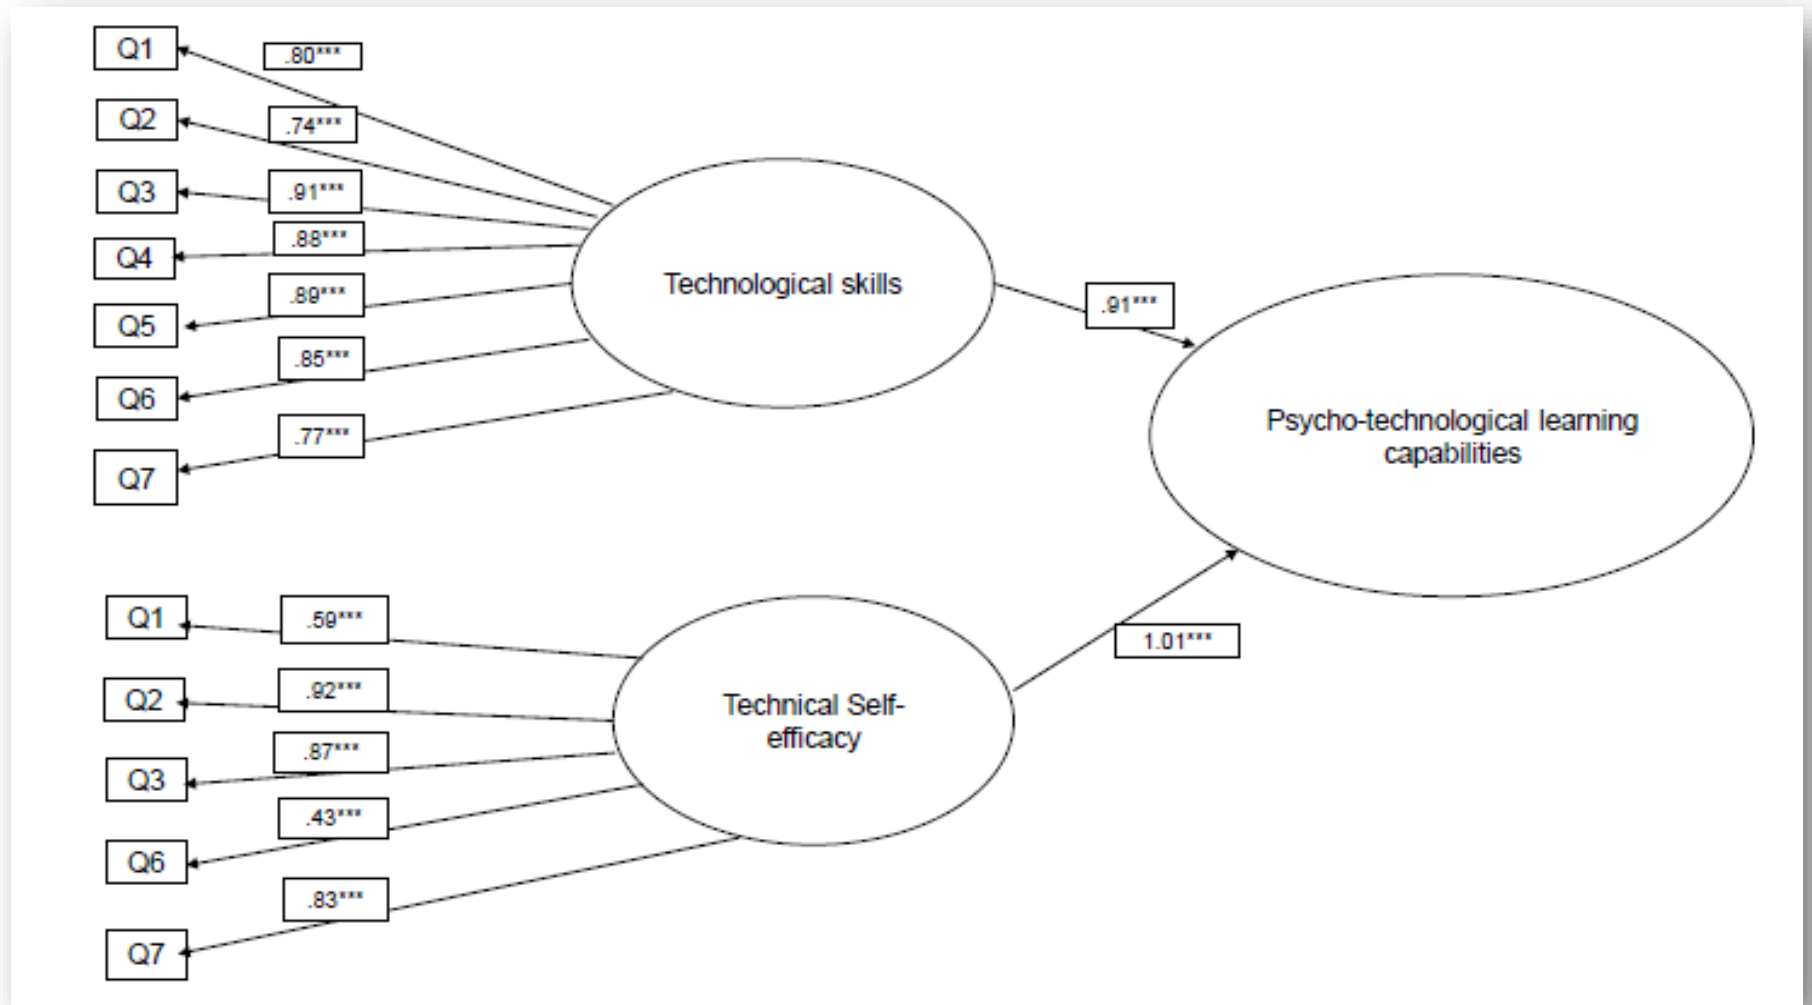 Q1
.80***
Q2
.74***
Q3
.91***
Q4
.88***
Q5
.89***
Q6
.85***
Q7
.77***
Technological skills
.91***
Psycho-technological learning
capabilities
Q1
.59***
Q2
.92***
Q3
.87***
Q6
.43***
Q7
.83***
Technical Self-
efficacy
1.01***